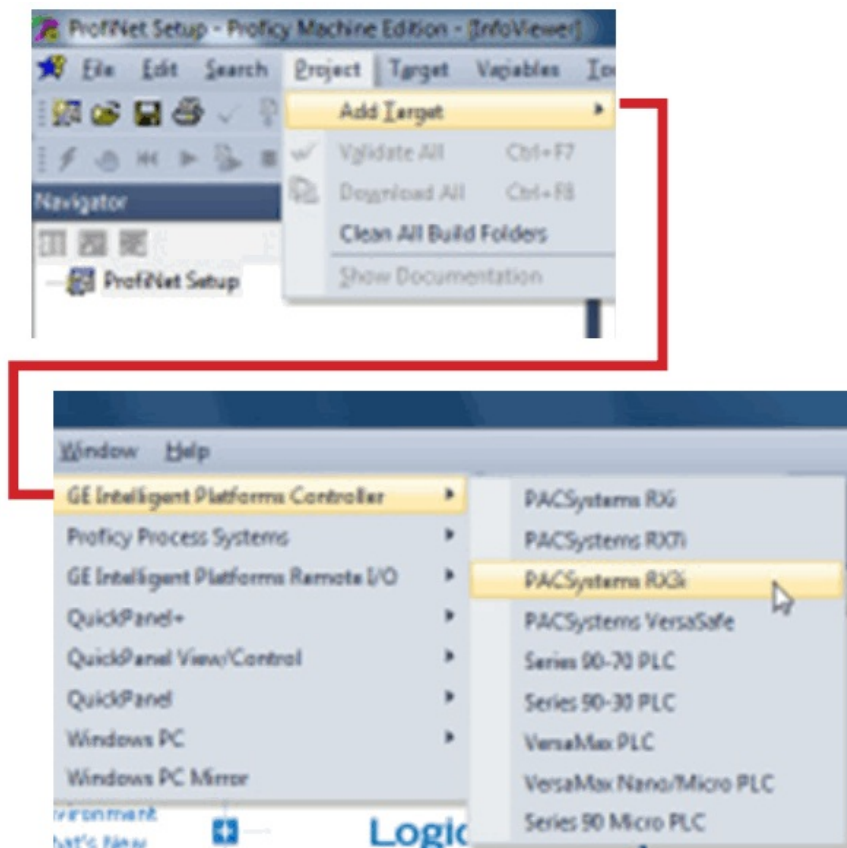 ProfiNet Setup - Proficy Machine Edition - [InfoViewer]
File Edit Search Project Target Variables
Add Target
Validate All Ctrl+F7
Download All Ctrl+F8
Clean All Build Folders
Show Documentation
Navigator
ProfiNet Setup
Window Help
GE Intelligent Platforms Controller
Proficy Process Systems
GE Intelligent Platforms Remote I/O
QuickPanel+
QuickPanel View/Control
QuickPanel
Windows PC
Windows PC Mirror
PACSystems RXi
PACSystems RX7i
PACSystems RX3i
PACSystems VersaSafe
Series 90-70 PLC
Series 90-30 PLC
VersaMax PLC
VersaMax Nano/Micro PLC
Series 90 Micro PLC
What's New
Logic